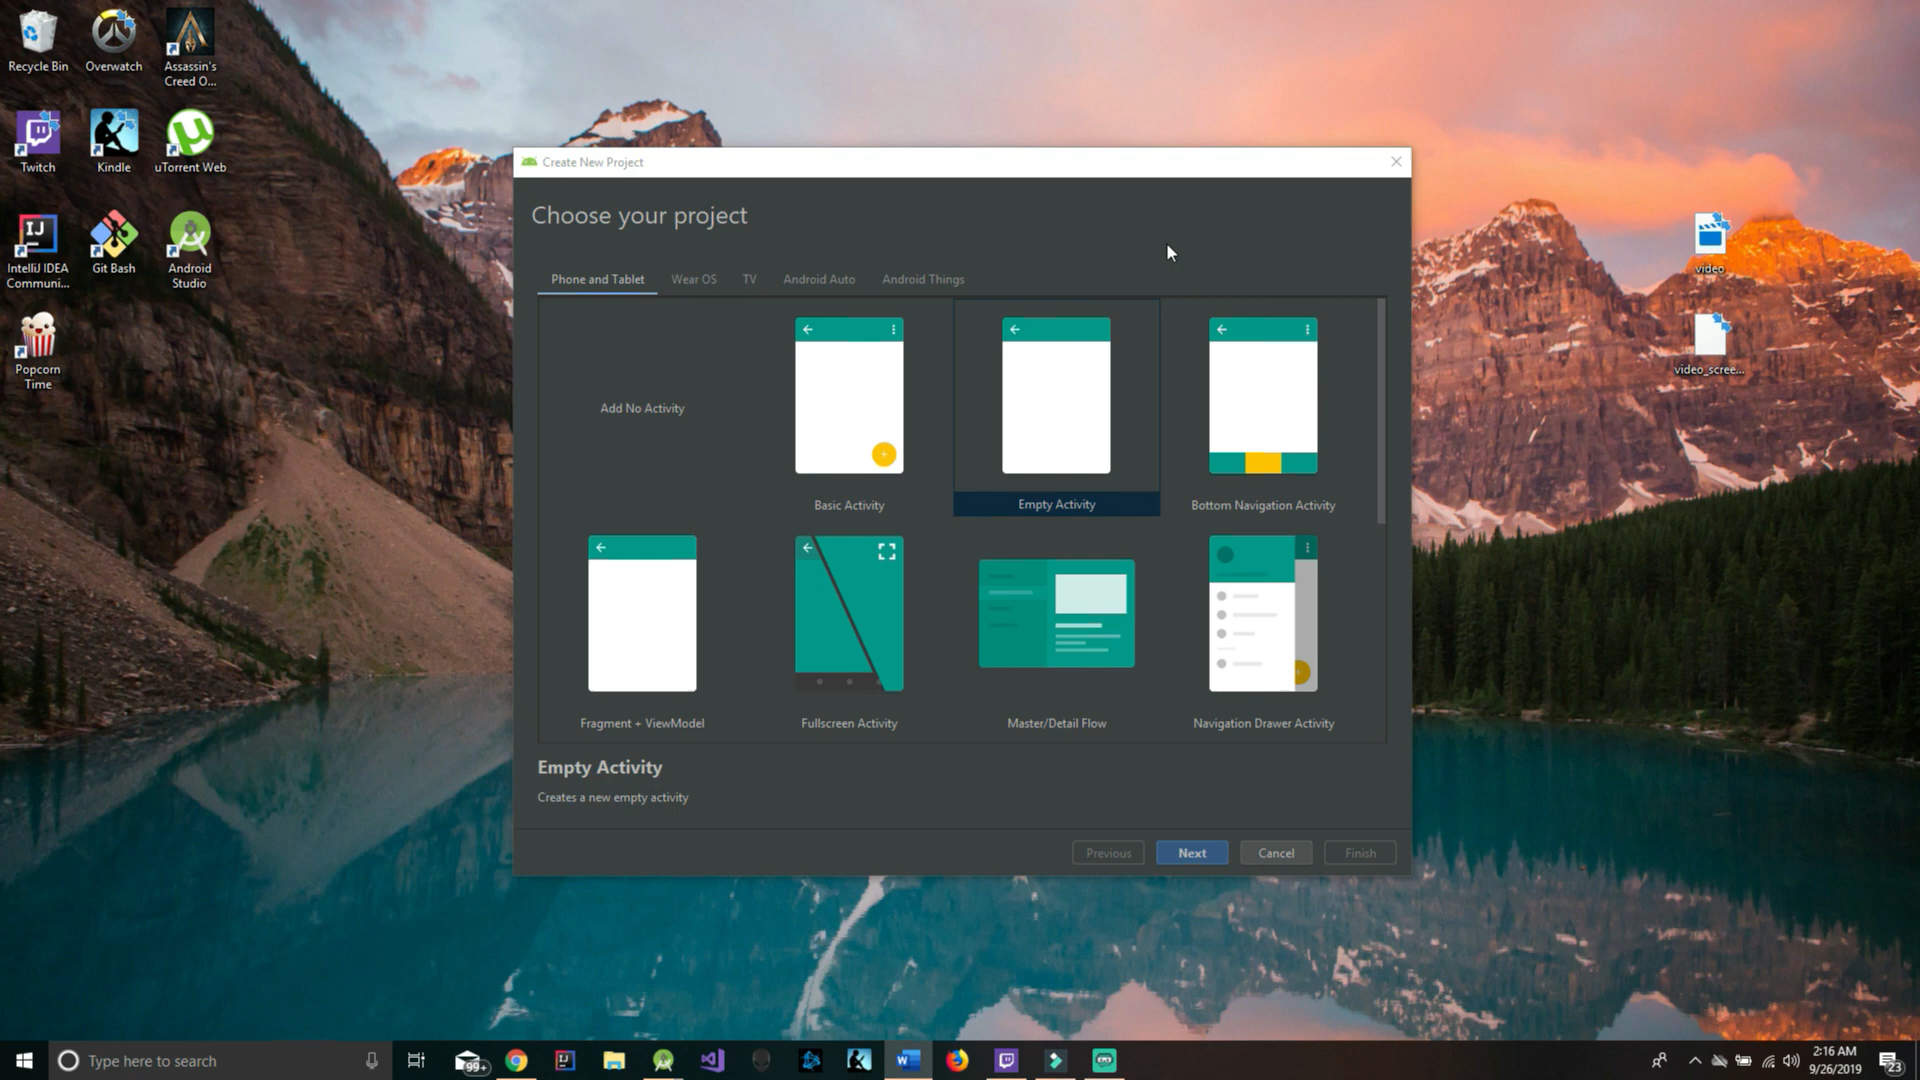 Recycle Bin
Overwatch
Assassin's
Creed O...
Twitch
Kindle
uTorrent Web
IntelliJ IDEA
Communi...
Git Bash
Android
Studio
Popcorn
Time
video
video_scree...
Create New Project
Choose your project
Phone and Tablet
Wear OS
TV
Android Auto
Android Things
Add No Activity
Basic Activity
Empty Activity
Bottom Navigation Activity
Fragment + ViewModel
Fullscreen Activity
Master/Detail Flow
Navigation Drawer Activity
Empty Activity
Creates a new empty activity
Previous
Next
Cancel
Finish
Type here to search
99+
2:16 AM
9/26/2019
23